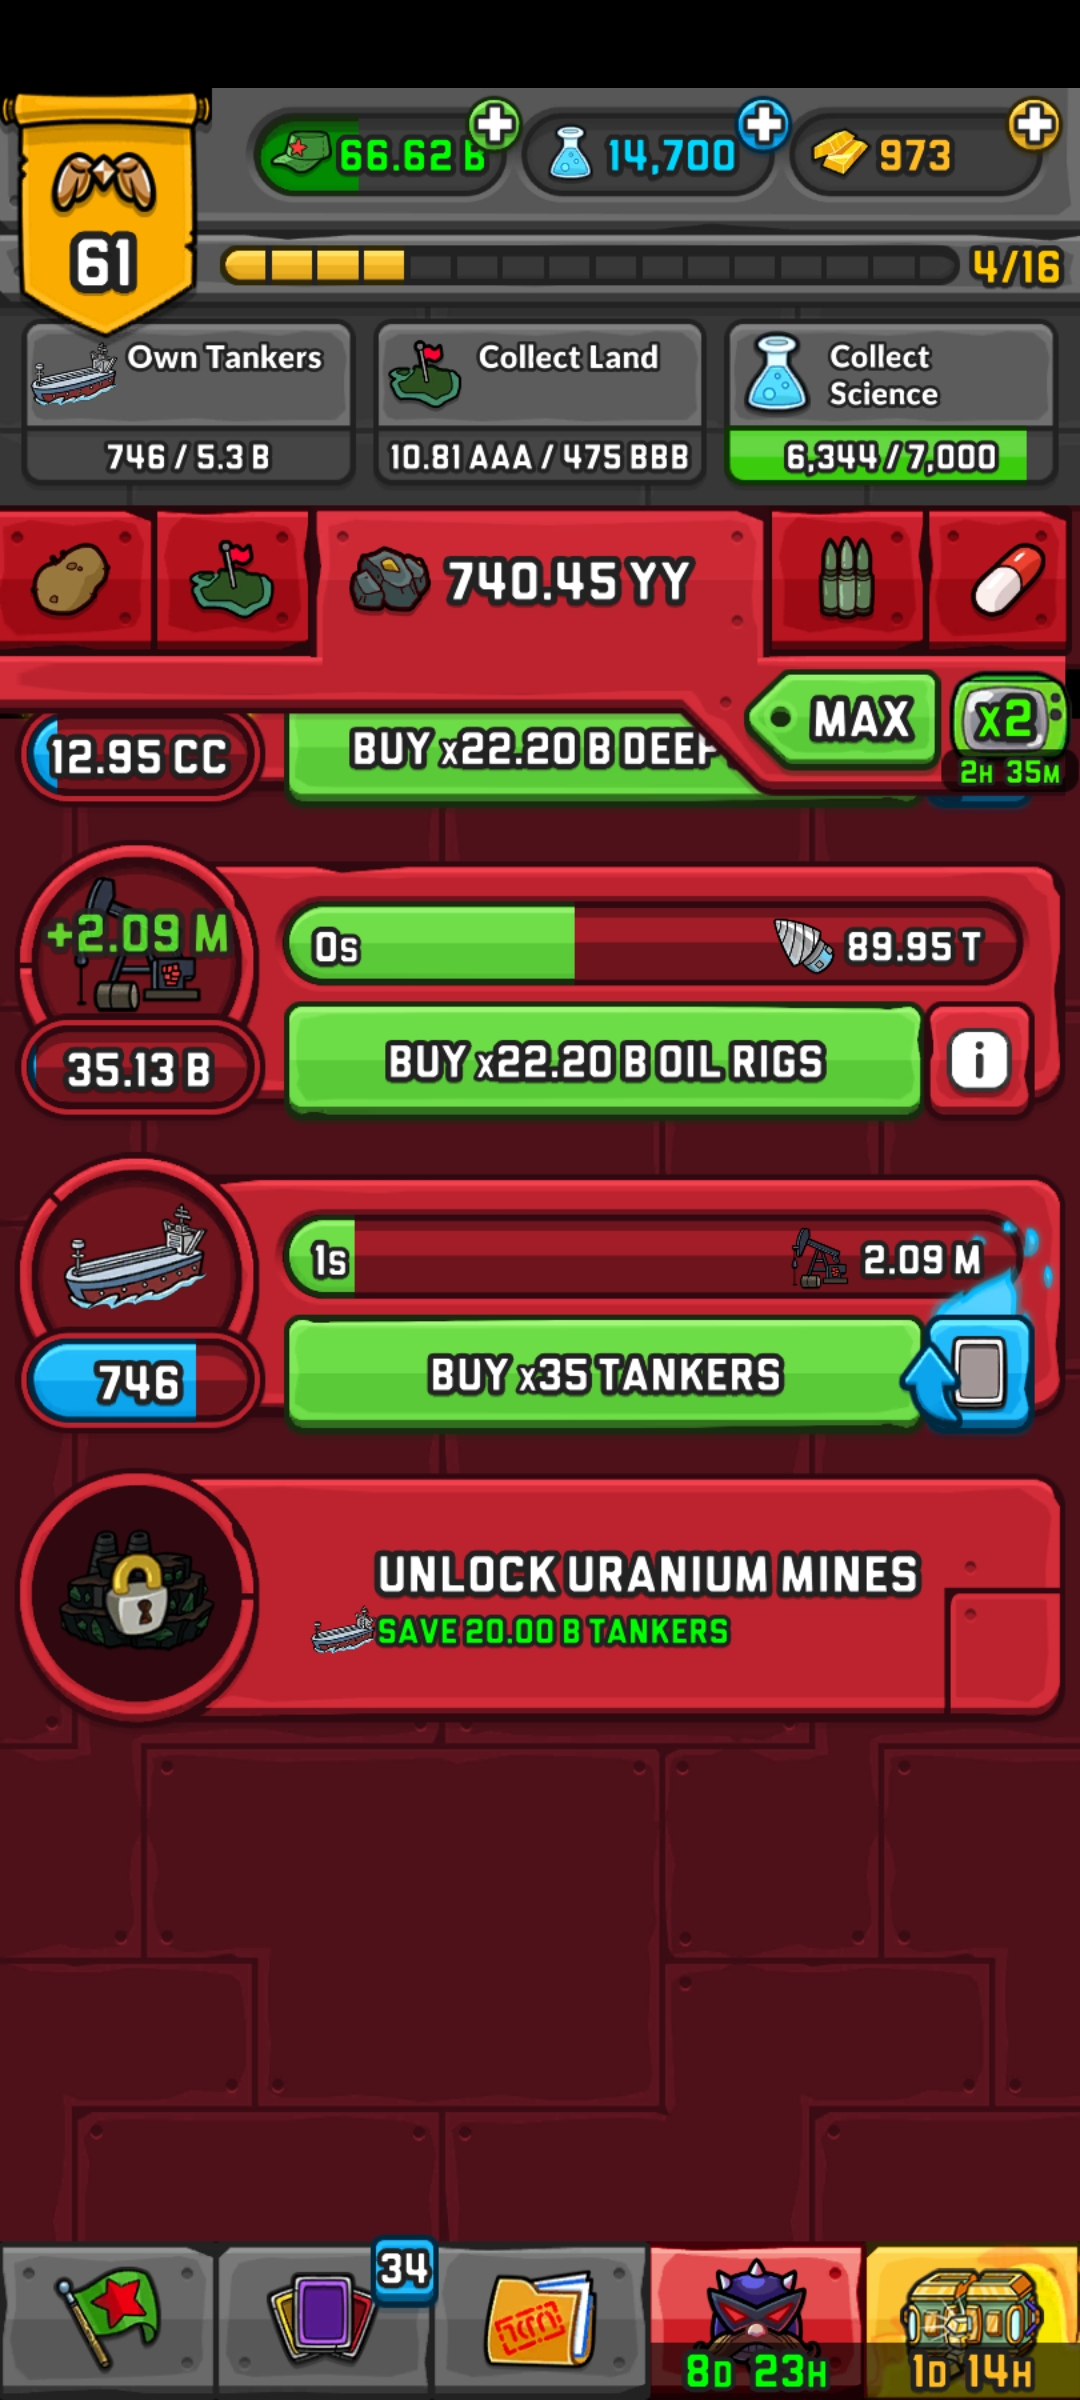 66.62 B
14,700
973
61
4/16
Own Tankers
746 / 5.3 B
Collect Land
10.81 AAA / 475 BBB
Collect
Science
6,344 / 7,000
740.45 YY
MAX
x2
2H 35M
12.95 CC
BUY x22.20 B DEEP
+2.09 M
0s
89.95 T
35.13 B
BUY x22.20 B OIL RIGS
i
1s
2.09 M
746
BUY x35 TANKERS
UNLOCK URANIUM MINES
SAVE 20.00 B TANKERS
34
8D 23H
1D 14H